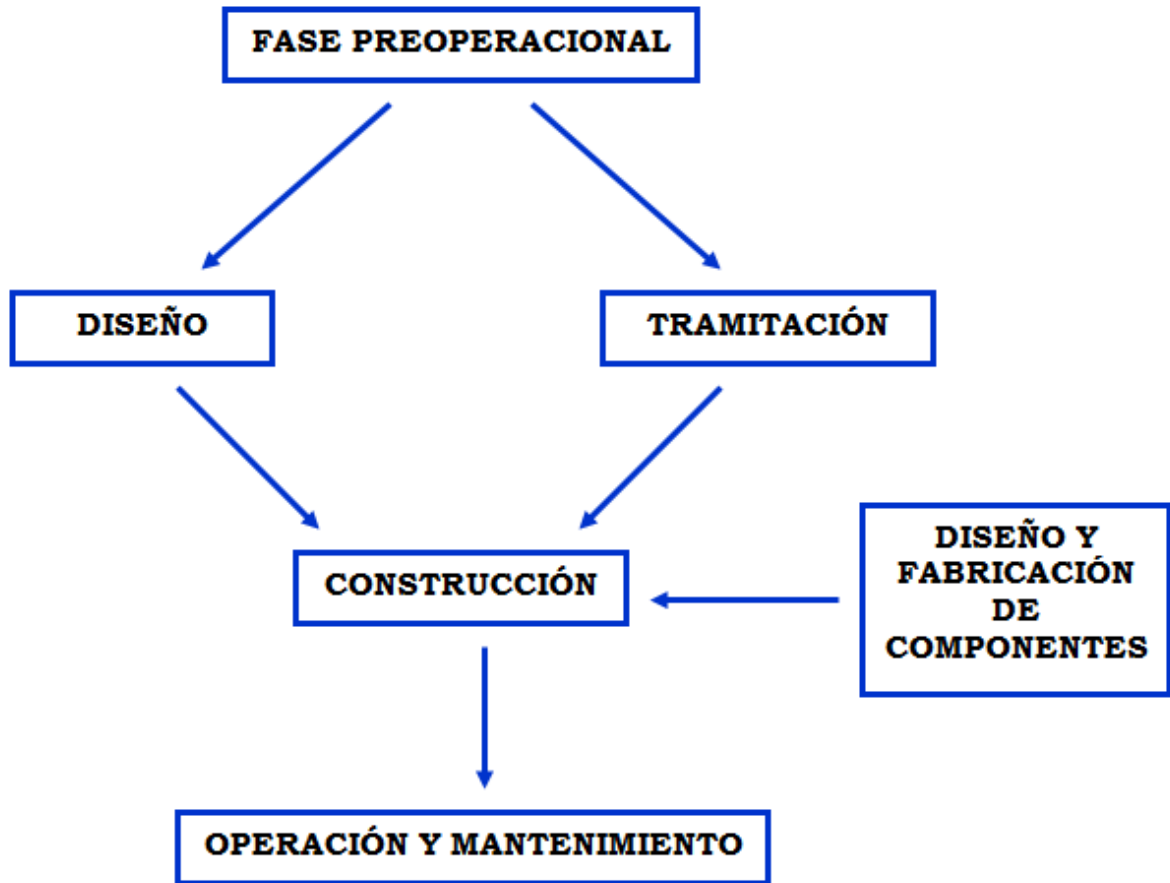 FASE PREOPERACIONAL
DISEÑO
TRAMITACIÓN
CONSTRUCCIÓN
DISEÑO Y
FABRICACIÓN
DE
COMPONENTES
OPERACIÓN Y MANTENIMIENTO